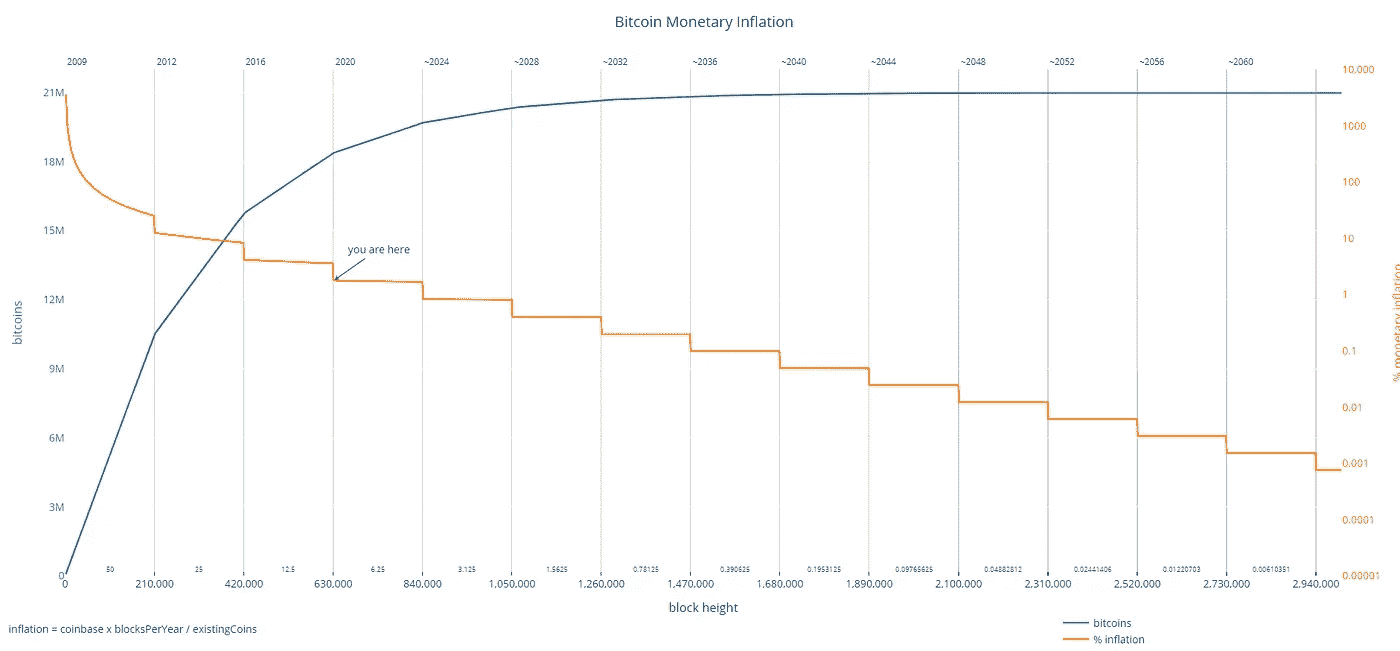 Bitcoin Monetary Inflation
2009 2012 2016 2020 ~2024 ~2028 ~2032 ~2036 ~2040 ~2044 ~2048 ~2052 ~2056 ~2060
10,000
21M
1000
100
18M
15M
10
you are here
12M
1
bitcoins
% monetary inflation
9M
0.1
0.01
6M
0.001
3M
0.0001
50 25 12.5 6.25 3.125 1.5625 0.78125 0.390625 0.1953125 0.09765625 0.04882812 0.02441406 0.01220703 0.00610351
0
0.00001
0 210,000 420,000 630,000 840,000 1,050,000 1,260,000 1,470,000 1,680,000 1,890,000 2,100,000 2,310,000 2,520,000 2,730,000 2,940,000
block height
inflation = coinbase x blocksPerYear / existingCoins
bitcoins
% inflation